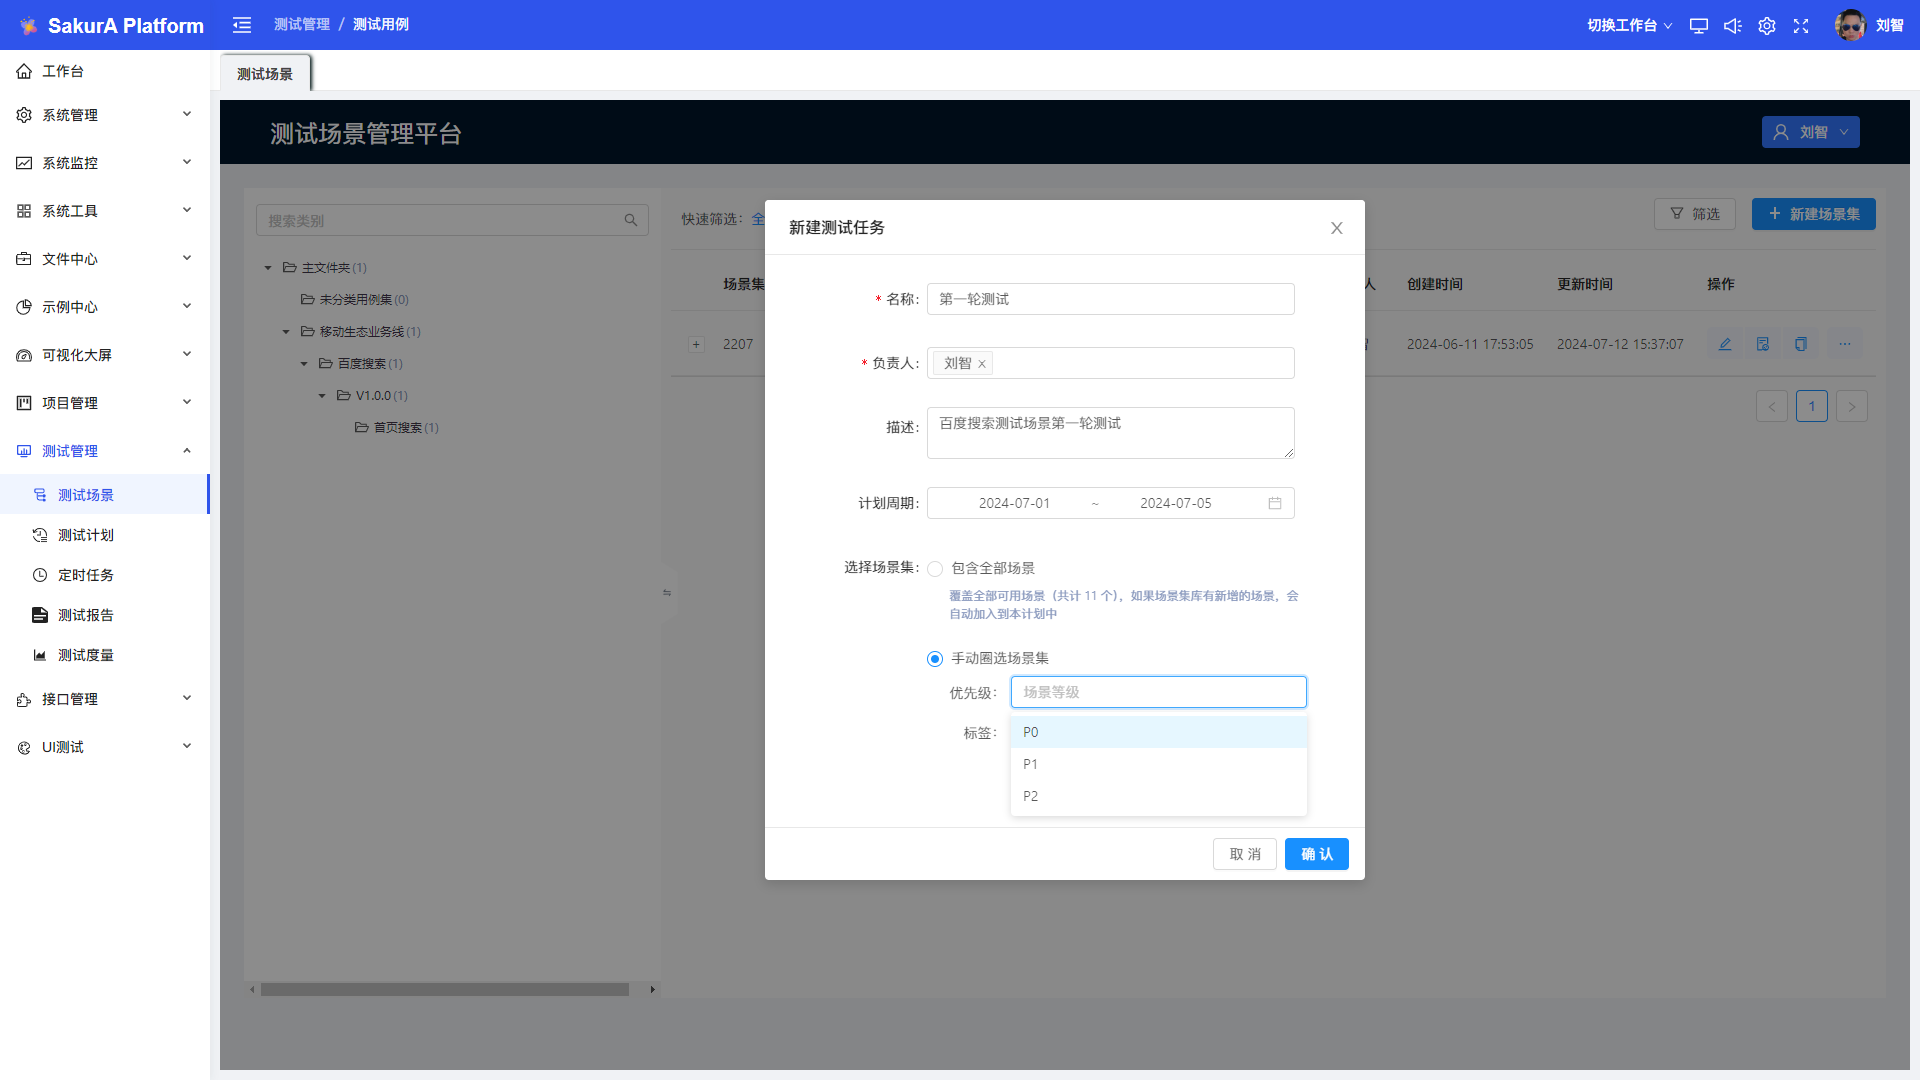 SakurA Platform
测试管理 / 测试用例
切换工作台
刘智
工作台
系统管理
系统监控
系统工具
文件中心
示例中心
可视化大屏
项目管理
测试管理
测试场景
测试计划
定时任务
测试报告
测试度量
接口管理
UI测试
测试场景
测试场景管理平台
刘智
搜索类别
主文件夹 (1)
未分类用例集 (0)
移动生态业务线 (1)
百度搜索 (1)
V1.0.0 (1)
首页搜索 (1)
快速筛选: 全
筛选
+ 新建场景集
场景集
人
创建时间
更新时间
操作
2207
2024-06-11 17:53:05
2024-07-12 15:37:07
< 1 >
新建测试任务
* 名称: 第一轮测试
* 负责人: 刘智
描述: 百度搜索测试场景第一轮测试
计划周期: 2024-07-01 ~ 2024-07-05
选择场景集: 包含全部场景
覆盖全部可用场景（共计 11 个），如果场景集库有新增的场景，会
自动加入到本计划中
手动圈选场景集
优先级: 场景等级
标签:
P0
P1
P2
取 消
确 认